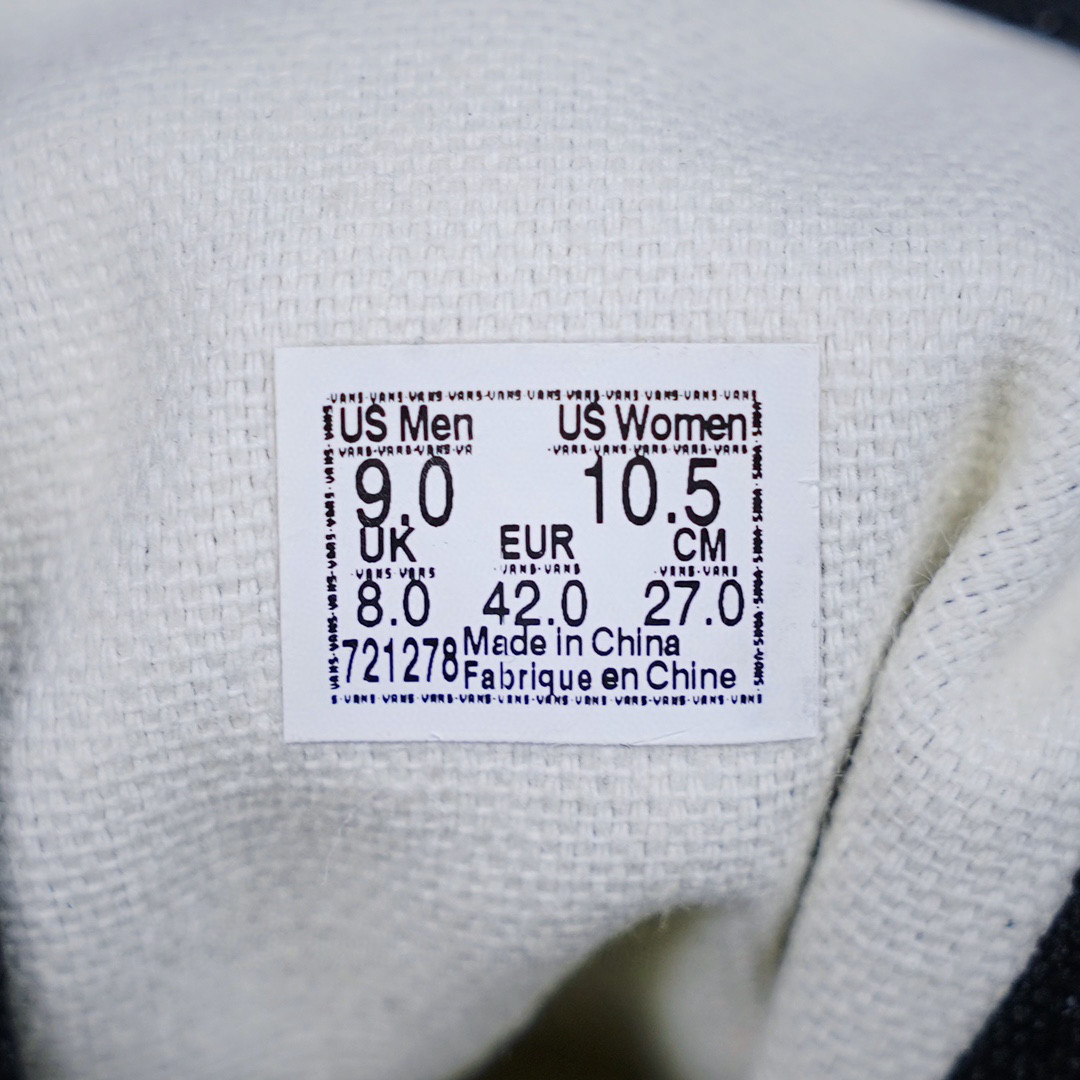 US Men US Women
9.0 10.5
UK EUR CM
8.0 42.0 27.0
721278 Made in China
Fabrique en Chine